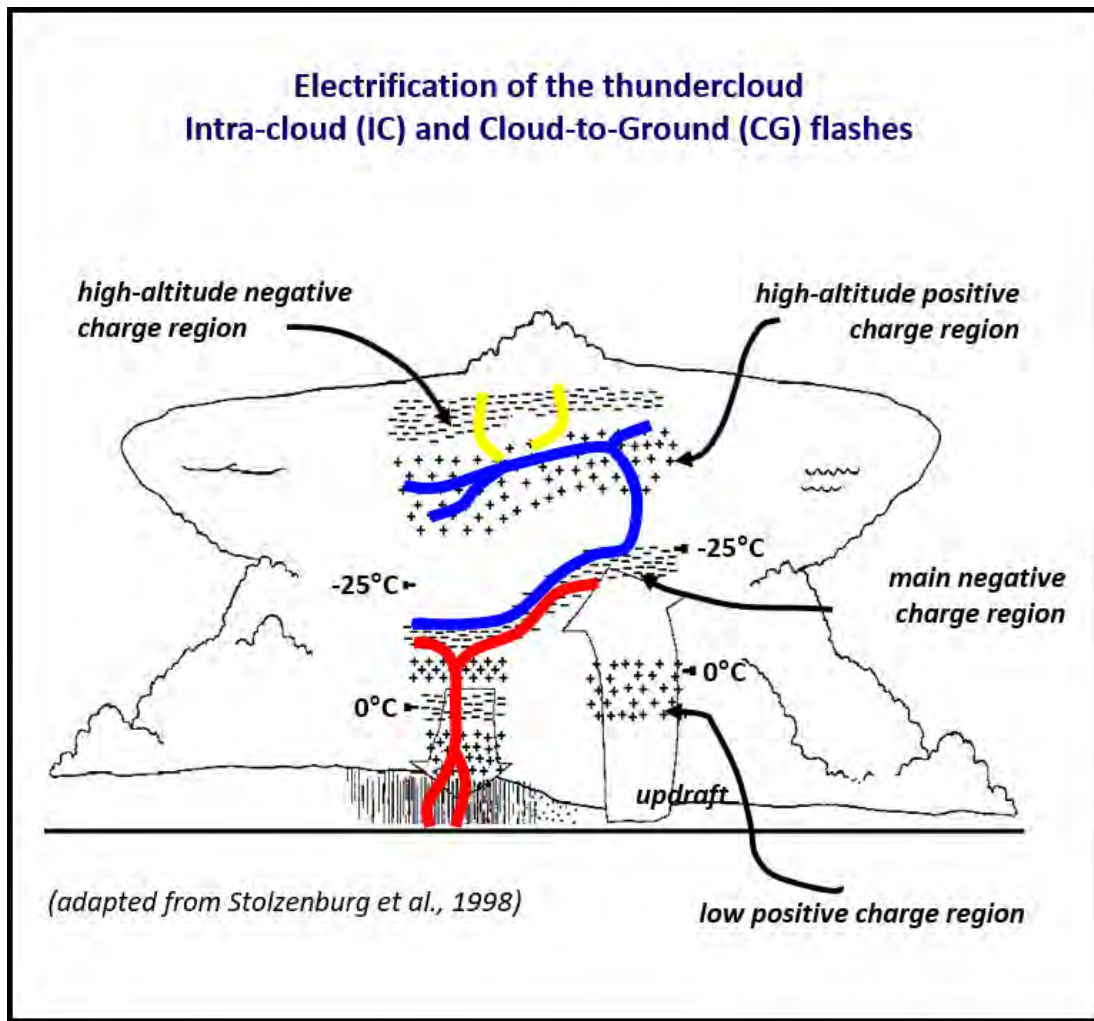 Electrification of the thundercloud
Intra-cloud (IC) and Cloud-to-Ground (CG) flashes
high-altitude negative
charge region
high-altitude positive
charge region
-25°C
-25°C
main negative
charge region
0°C
0°C
updraft
(adapted from Stolzenburg et al., 1998)
low positive charge region